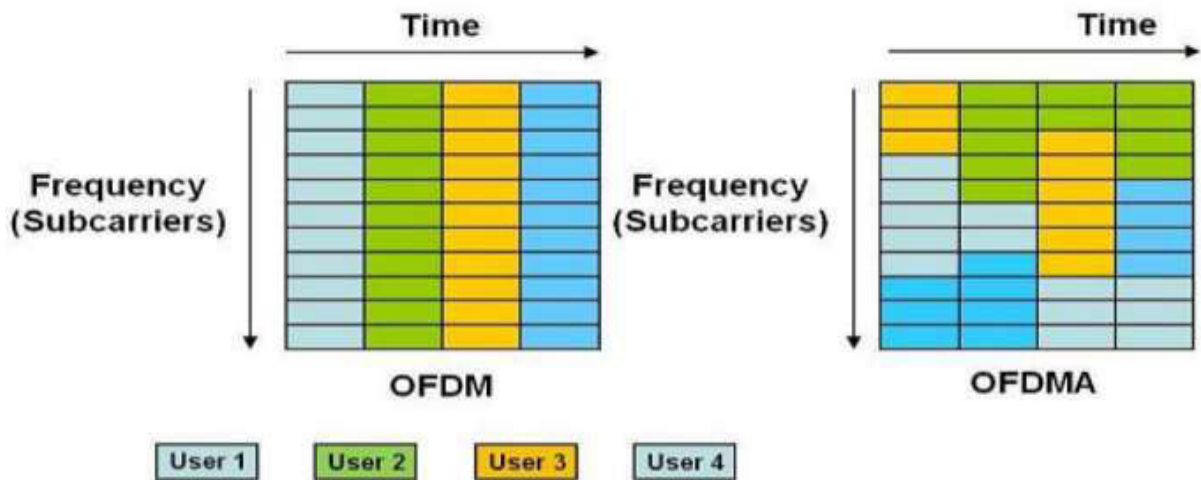 Time
Time
Frequency
(Subcarriers)
Frequency
(Subcarriers)
OFDM
OFDMA
User 1
User 2
User 3
User 4